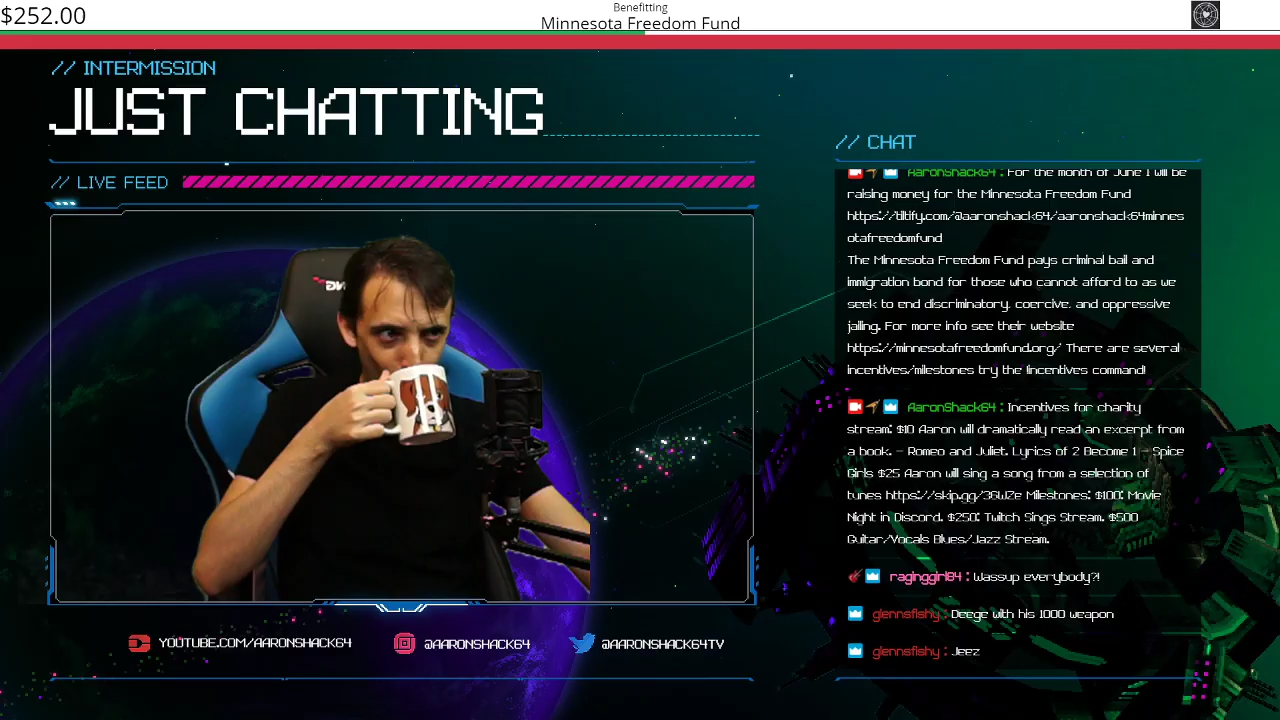 $252.00
Benefitting
Minnesota Freedom Fund
// INTERMISSION
JUST CHATTING
// LIVE FEED
// CHAT
AaronShack64 : For the month of June I will be
raising money for the Minnesota Freedom Fund
https://tiltify.com/@aaronshack64/aaronshack64minnes
otafreedomfund
The Minnesota Freedom Fund pays criminal bail and
immigration bond for those who cannot afford to as we
seek to end discriminatory, coercive, and oppressive
jailing. For more info see their website
https://minnesotafreedomfund.org/ There are several
incentives/milestones try the !incentives command!
AaronShack64 : Incentives for charity
stream: $10 Aaron will dramatically read an excerpt from
a book. - Romeo and Juliet. Lyrics of 2 Become 1 - Spice
Girls $25 Aaron will sing a song from a selection of
tunes https://skip.gg/36WZe Milestones: $100: Movie
Night in Discord. $250: Twitch Sings Stream. $500
Guitar/Vocals Blues/Jazz Stream.
raginggirl84 : Wassup everybody?!
glennsfishy : Deege with his 1000 weapon
glennsfishy : Jeez
YOUTUBE.COM/AARONSHACK64
@AARONSHACK64
@AARONSHACK64TV